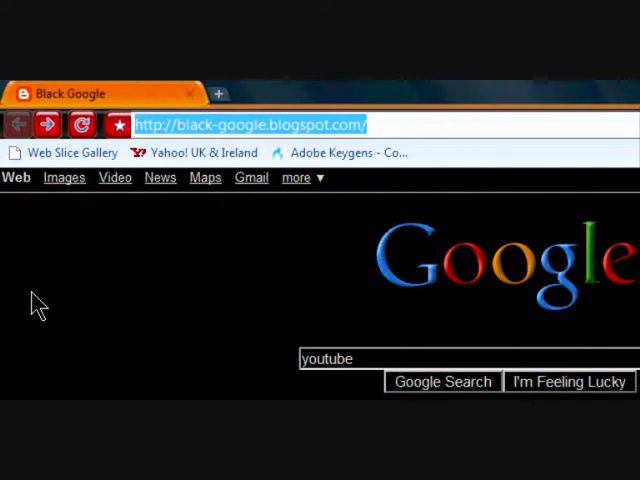 Black Google
http://black-google.blogspot.com/
Web Slice Gallery Yahoo! UK & Ireland Adobe Keygens - Co...
Web Images Video News Maps Gmail more ▼
Google
youtube
Google Search I'm Feeling Lucky